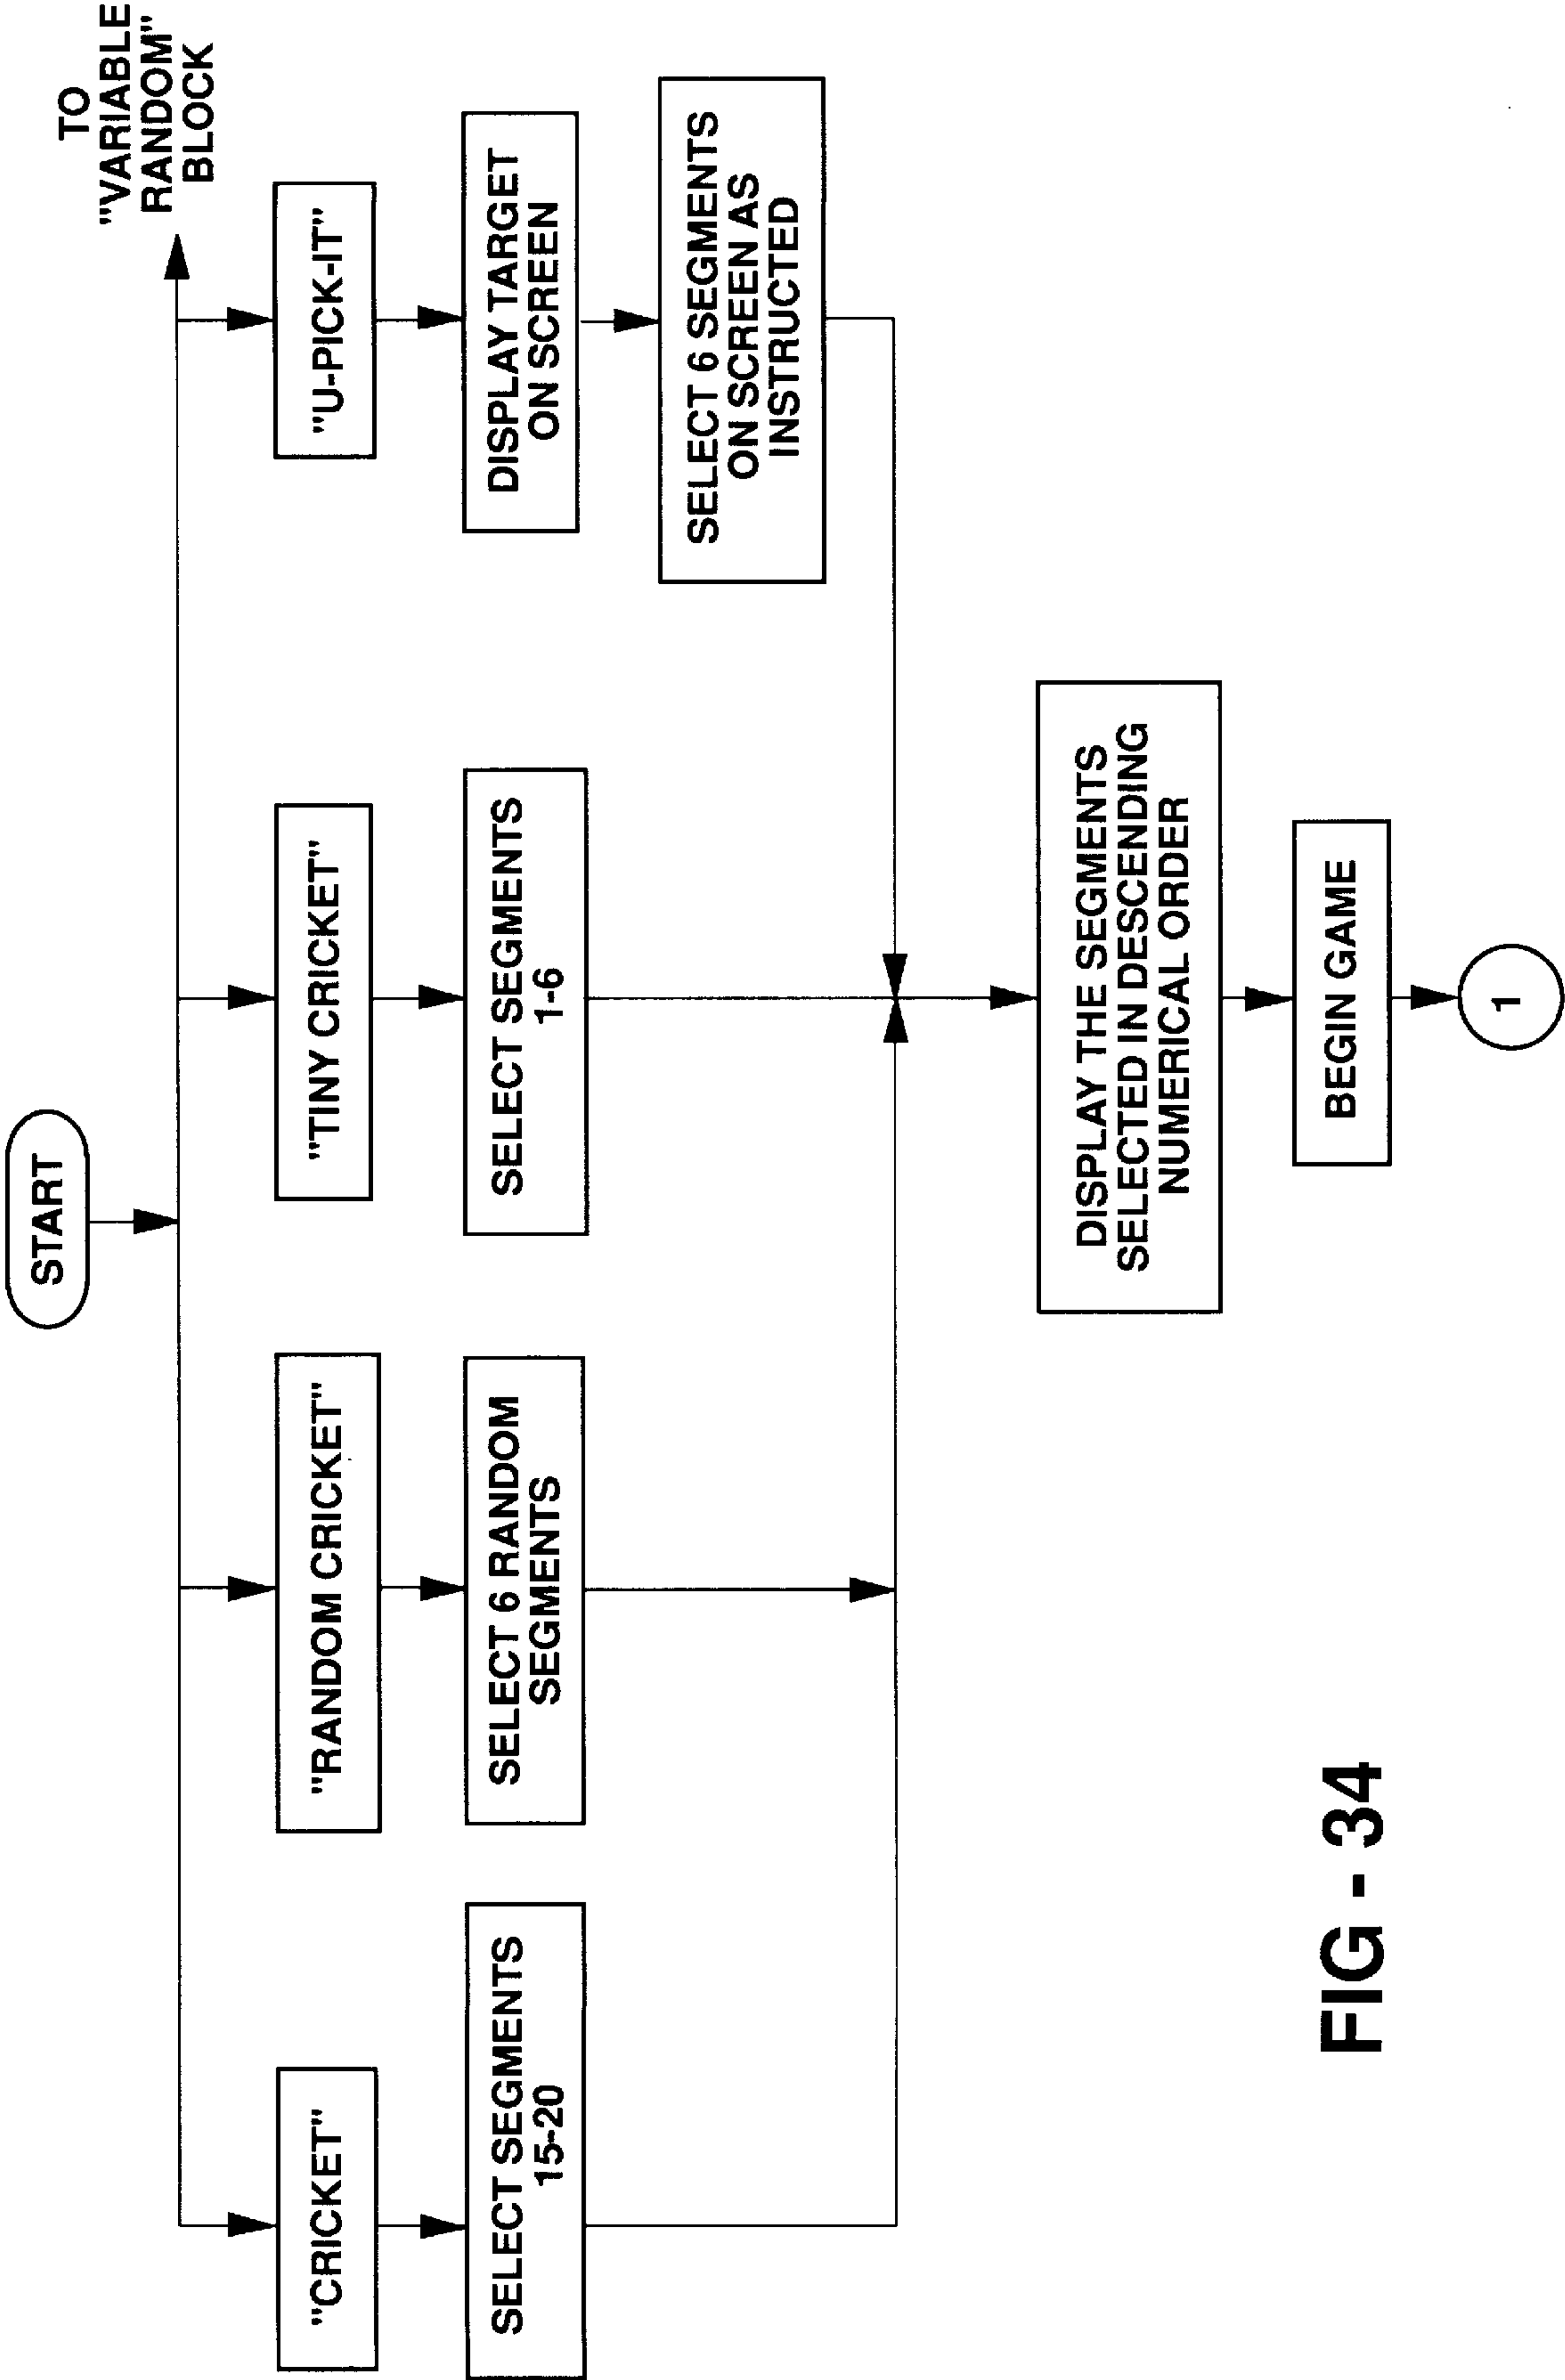 START
TO
"VARIABLE
RANDOM"
BLOCK
"CRICKET"
"RANDOM CRICKET"
"TINY CRICKET"
"U-PICK-IT"
SELECT SEGMENTS
15-20
SELECT 6 RANDOM
SEGMENTS
SELECT SEGMENTS
1-6
DISPLAY TARGET
ON SCREEN
SELECT 6 SEGMENTS
ON SCREEN AS
INSTRUCTED
DISPLAY THE SEGMENTS
SELECTED IN DESCENDING
NUMERICAL ORDER
BEGIN GAME
1
FIG - 34